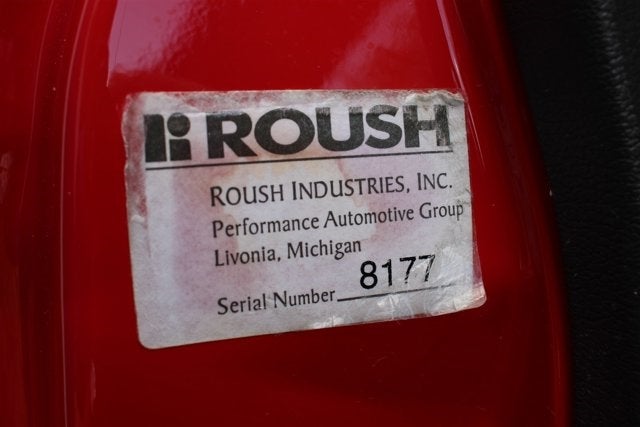 ROUSH
ROUSH INDUSTRIES, INC.
Performance Automotive Group
Livonia, Michigan
Serial Number 8177